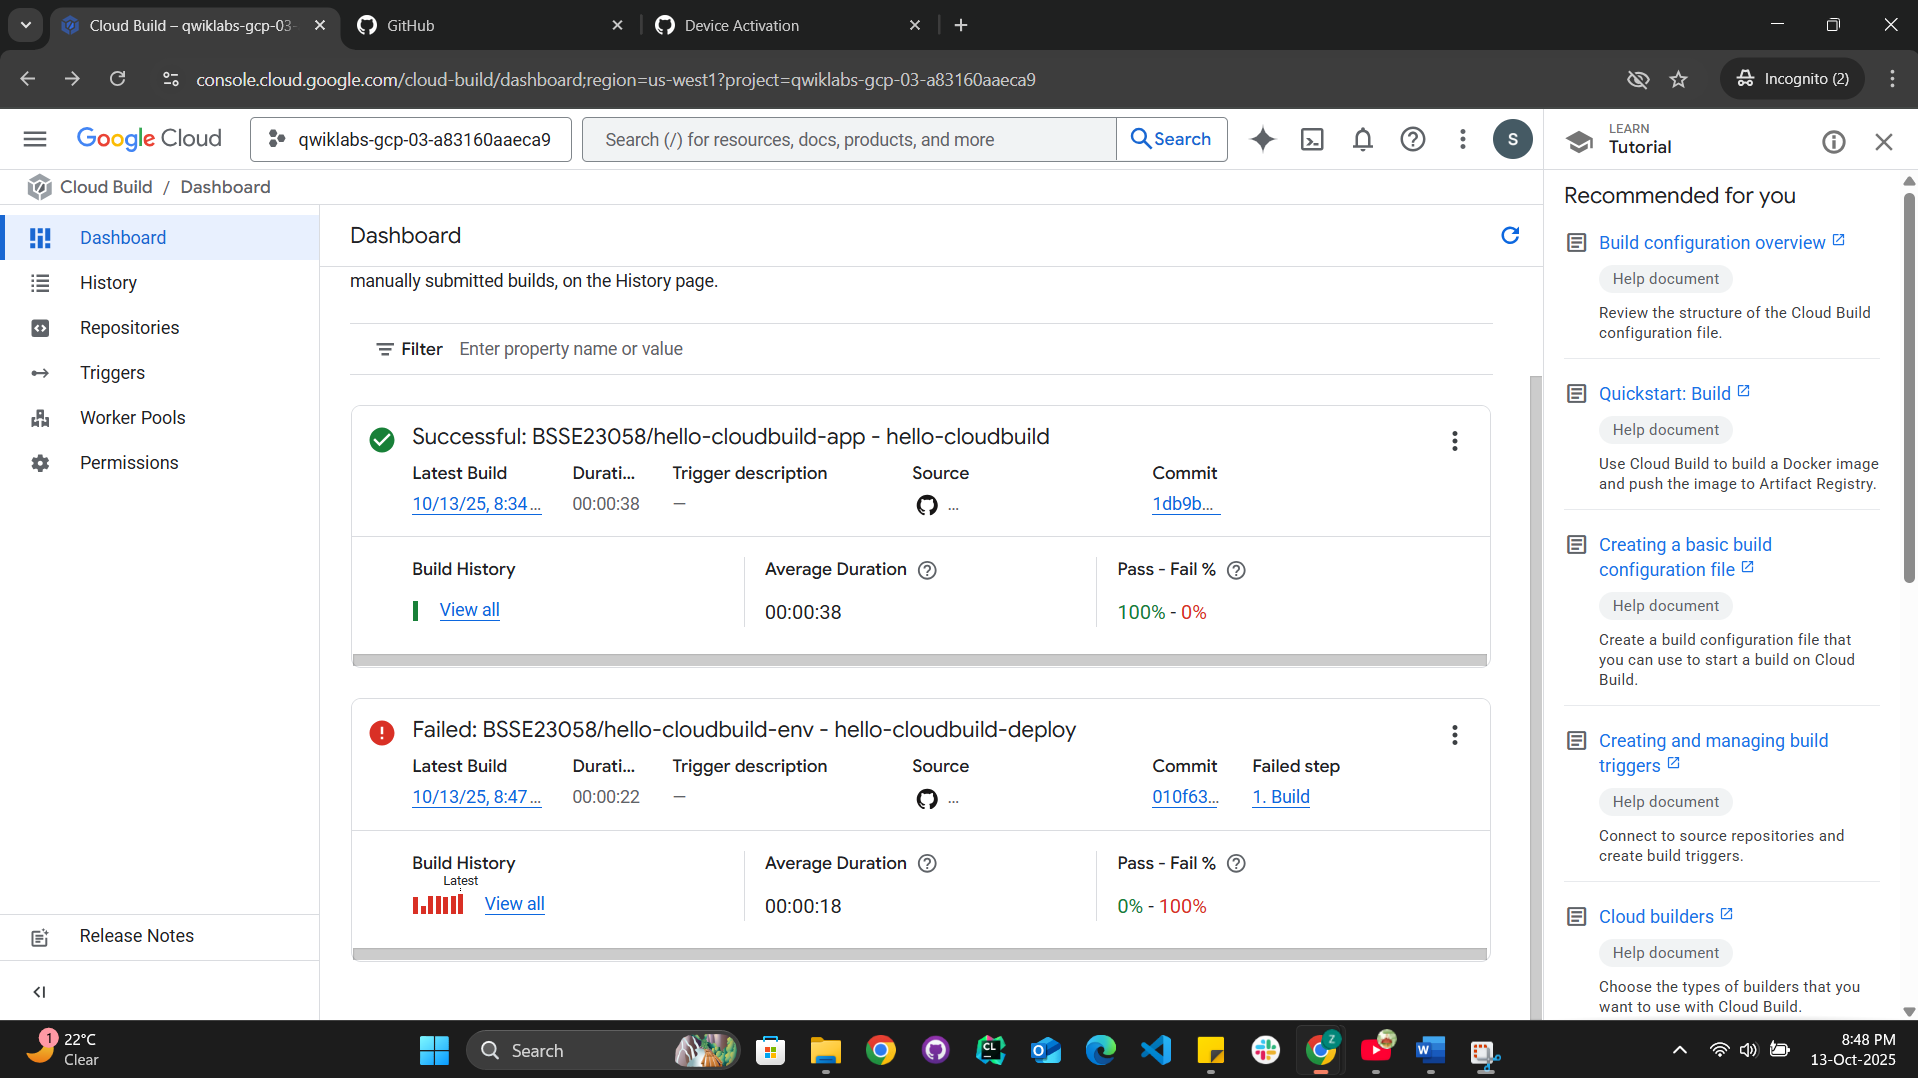 Cloud Build – qwiklabs-gcp-03-
GitHub
Device Activation
console.cloud.google.com/cloud-build/dashboard;region=us-west1?project=qwiklabs-gcp-03-a83160aaeca9
Incognito (2)
Google Cloud
qwiklabs-gcp-03-a83160aaeca9
Search (/) for resources, docs, products, and more
Search
S
Cloud Build / Dashboard
Dashboard
History
Repositories
Triggers
Worker Pools
Permissions
Release Notes
Dashboard
manually submitted builds, on the History page.
Filter Enter property name or value
Successful: BSSE23058/hello-cloudbuild-app - hello-cloudbuild
Latest Build Durati... Trigger description Source Commit
10/13/25, 8:34... 00:00:38 — ... 1db9b...
Build History Average Duration Pass - Fail %
View all 00:00:38 100% - 0%
Failed: BSSE23058/hello-cloudbuild-env - hello-cloudbuild-deploy
Latest Build Durati... Trigger description Source Commit Failed step
10/13/25, 8:47... 00:00:22 — ... 010f63... 1. Build
Build History Average Duration Pass - Fail %
Latest
View all 00:00:18 0% - 100%
LEARN
Tutorial
Recommended for you
Build configuration overview
Help document
Review the structure of the Cloud Build
configuration file.
Quickstart: Build
Help document
Use Cloud Build to build a Docker image
and push the image to Artifact Registry.
Creating a basic build
configuration file
Help document
Create a build configuration file that
you can use to start a build on Cloud
Build.
Creating and managing build
triggers
Help document
Connect to source repositories and
create build triggers.
Cloud builders
Help document
Choose the types of builders that you
want to use with Cloud Build.
1
22°C
Clear
Search
CL
Z
8:48 PM
13-Oct-2025